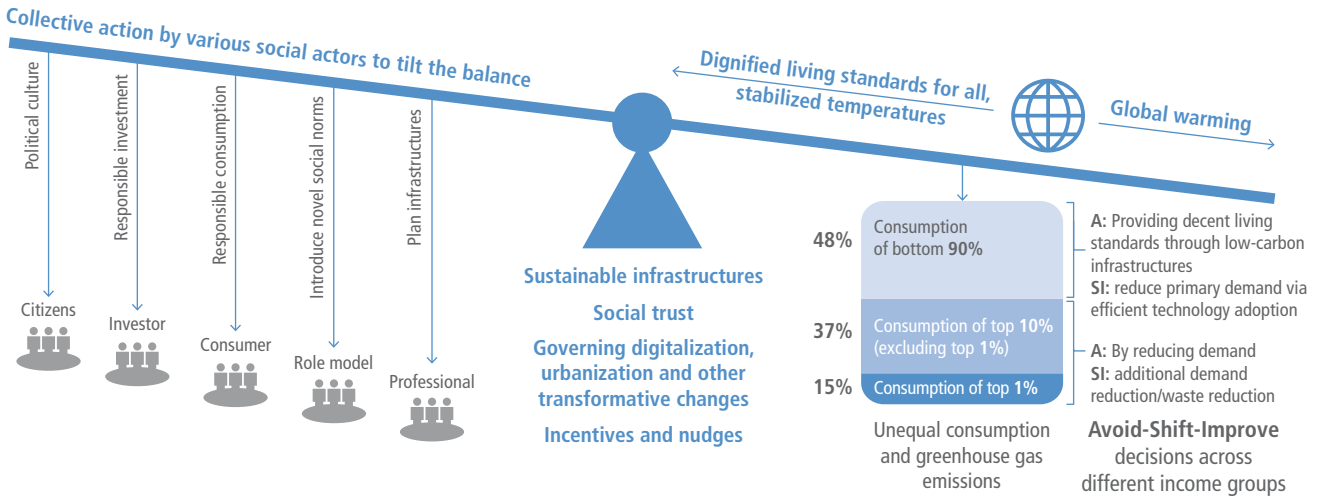 Collective action by various social actors to tilt the balance
Political culture
Responsible investment
Responsible consumption
Introduce novel social norms
Plan infrastructures
Citizens
Investor
Consumer
Role model
Professional
Sustainable infrastructures
Social trust
Governing digitalization,
urbanization and other
transformative changes
Incentives and nudges
Dignified living standards for all,
stabilized temperatures
Global warming
48%
Consumption
of bottom 90%
37%
Consumption of top 10%
(excluding top 1%)
15%
Consumption of top 1%
Unequal consumption
and greenhouse gas
emissions
A: Providing decent living
standards through low-carbon
infrastructures
SI: reduce primary demand via
efficient technology adoption
A: By reducing demand
SI: additional demand
reduction/waste reduction
Avoid-Shift-Improve
decisions across
different income groups